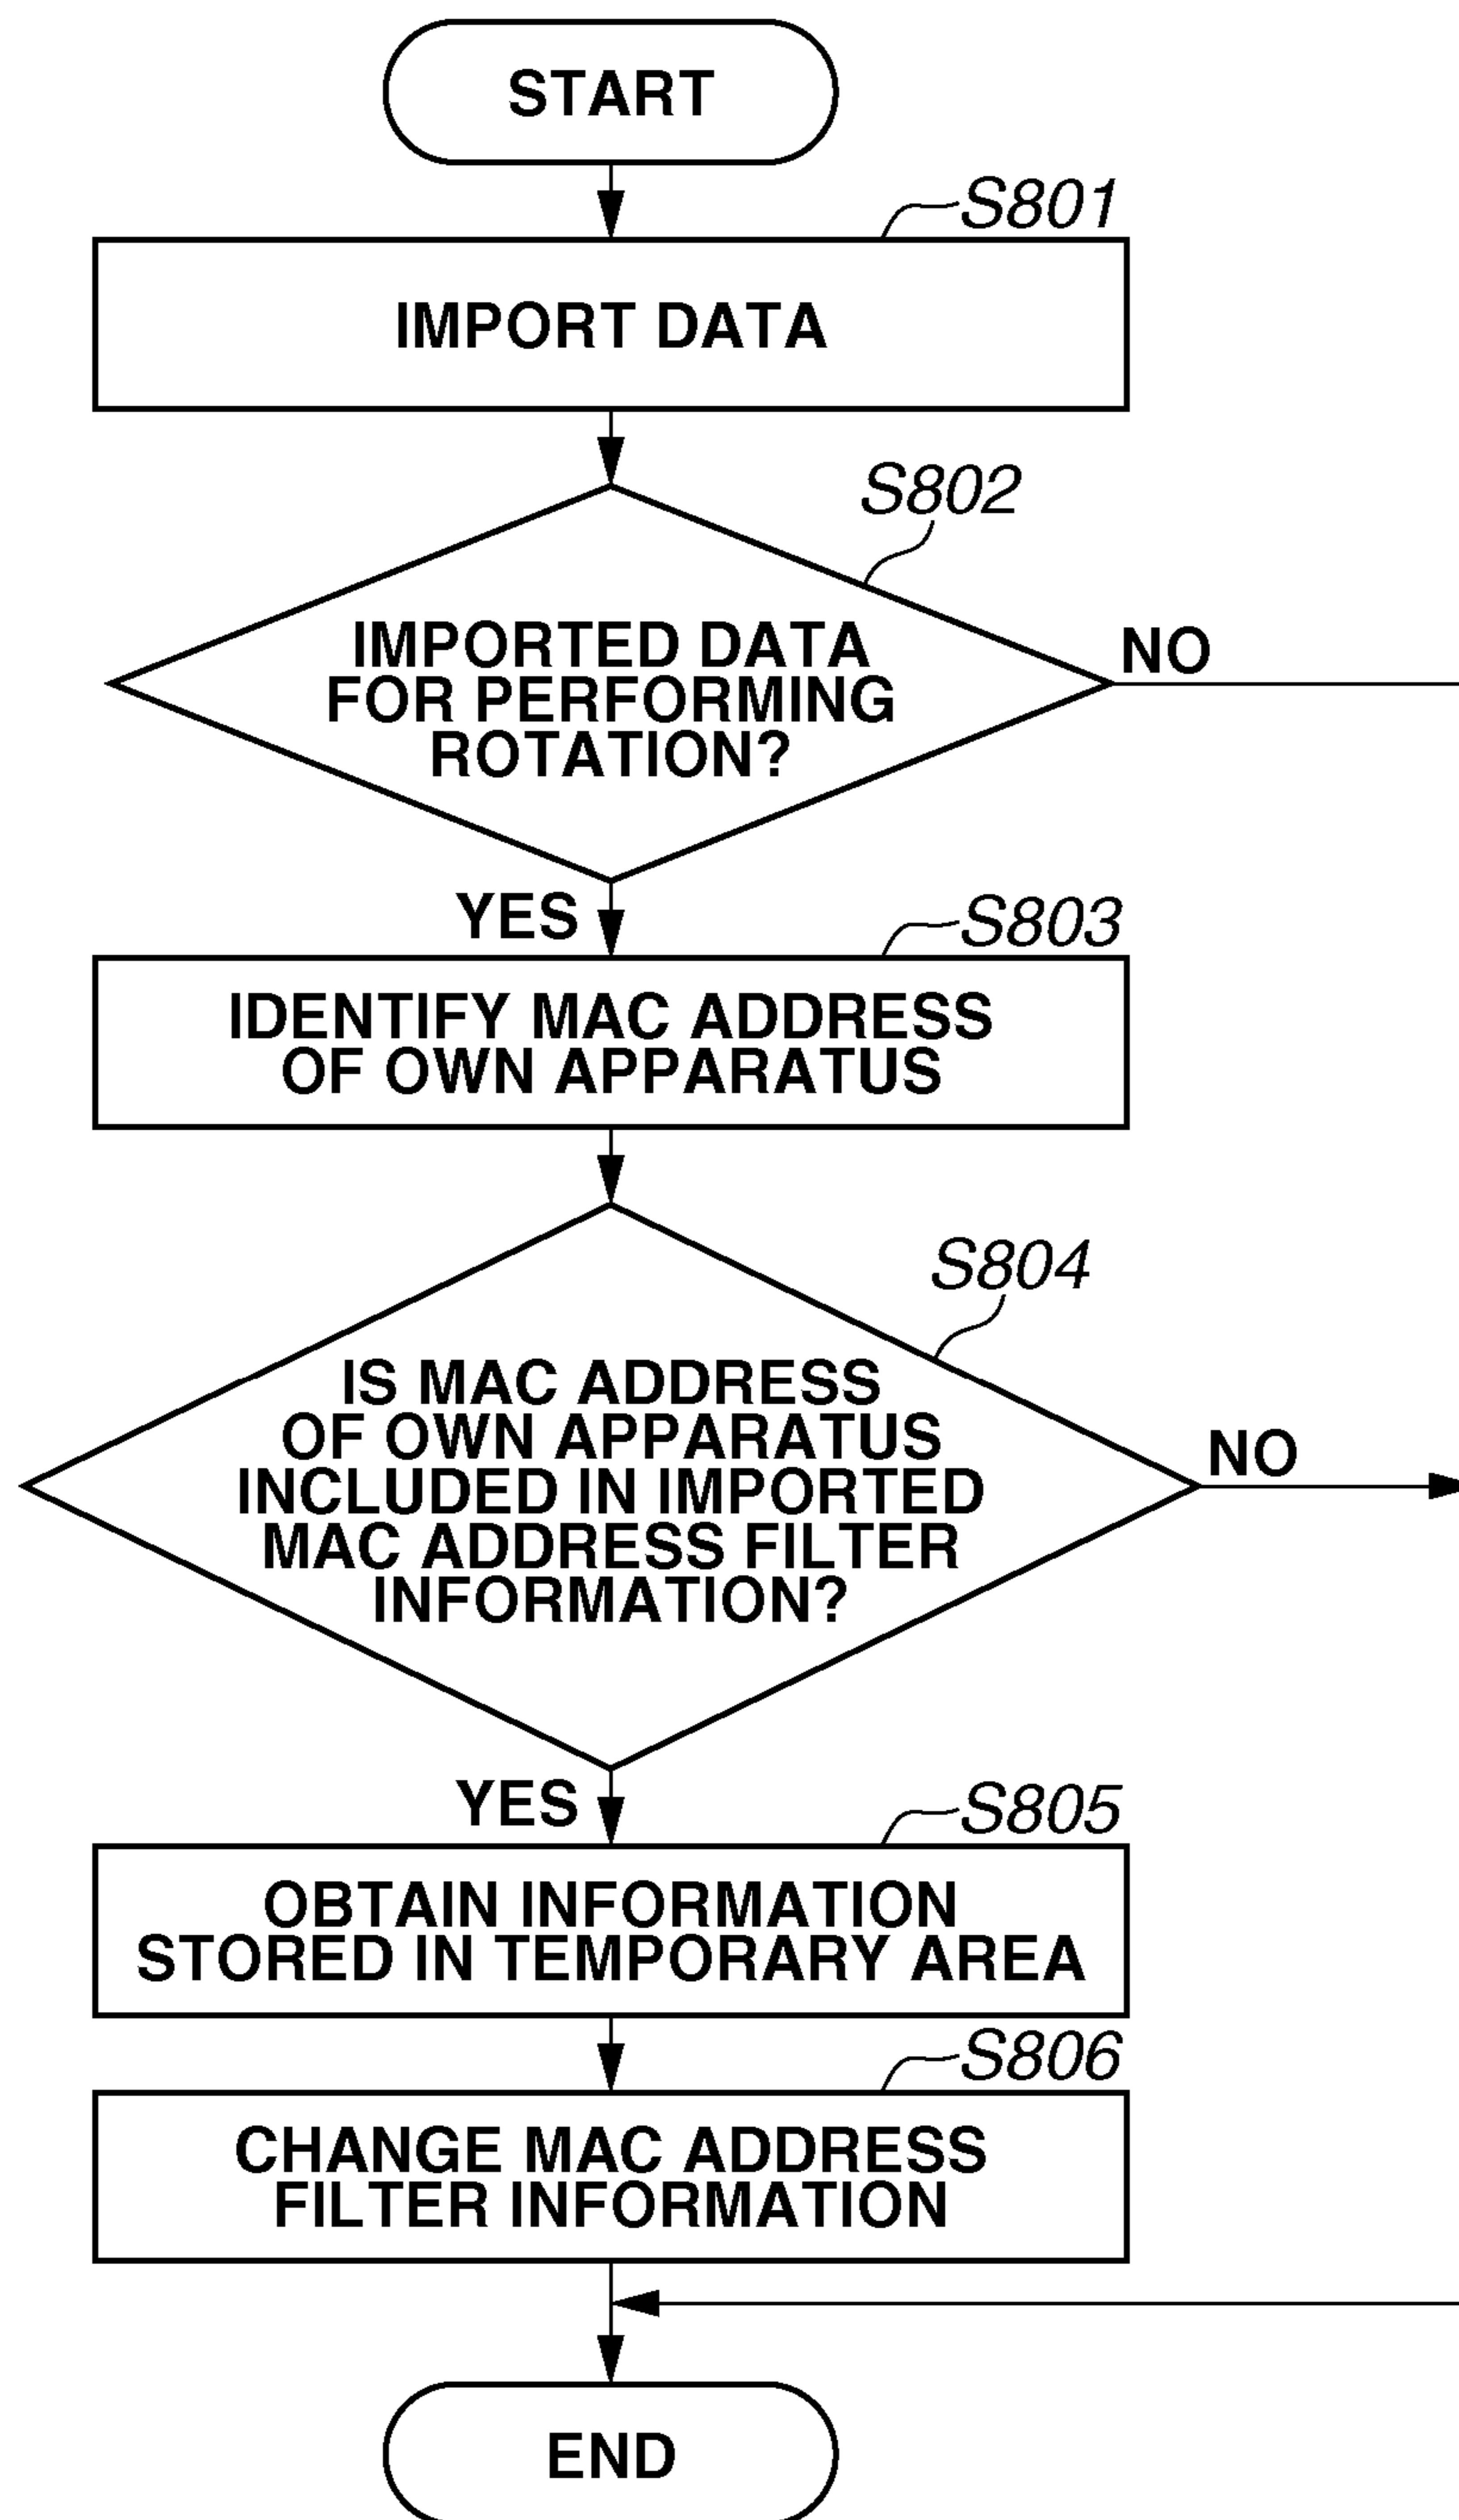 START
S801
IMPORT DATA
S802
IMPORTED DATA
FOR PERFORMING
ROTATION?
NO
YES
S803
IDENTIFY MAC ADDRESS
OF OWN APPARATUS
S804
IS MAC ADDRESS
OF OWN APPARATUS
INCLUDED IN IMPORTED
MAC ADDRESS FILTER
INFORMATION?
NO
YES
S805
OBTAIN INFORMATION
STORED IN TEMPORARY AREA
S806
CHANGE MAC ADDRESS
FILTER INFORMATION
END